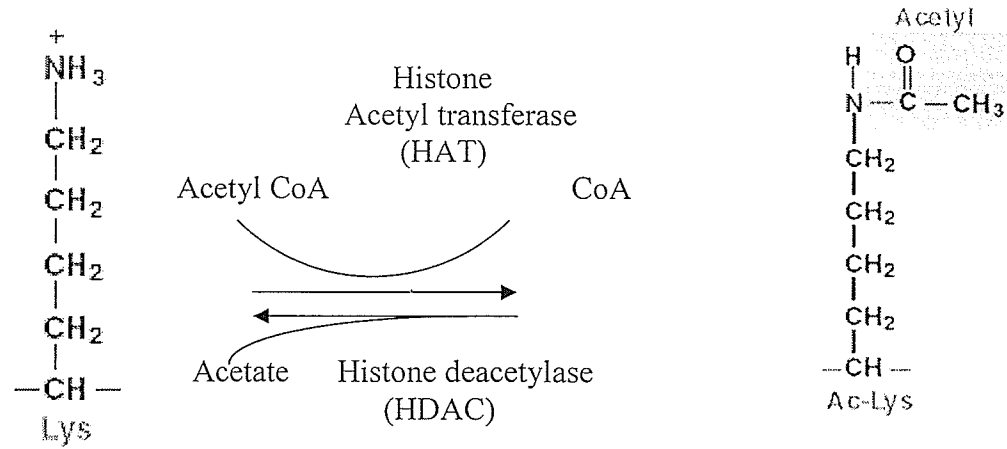 +
NH3
CH2
CH2
CH2
CH2
—CH—
Lys
Histone
Acetyl transferase
(HAT)
Acetyl CoA
CoA
Acetate
Histone deacetylase
(HDAC)
Acetyl
H
O
N—C—CH3
CH2
CH2
CH2
CH2
—CH—
Ac-Lys